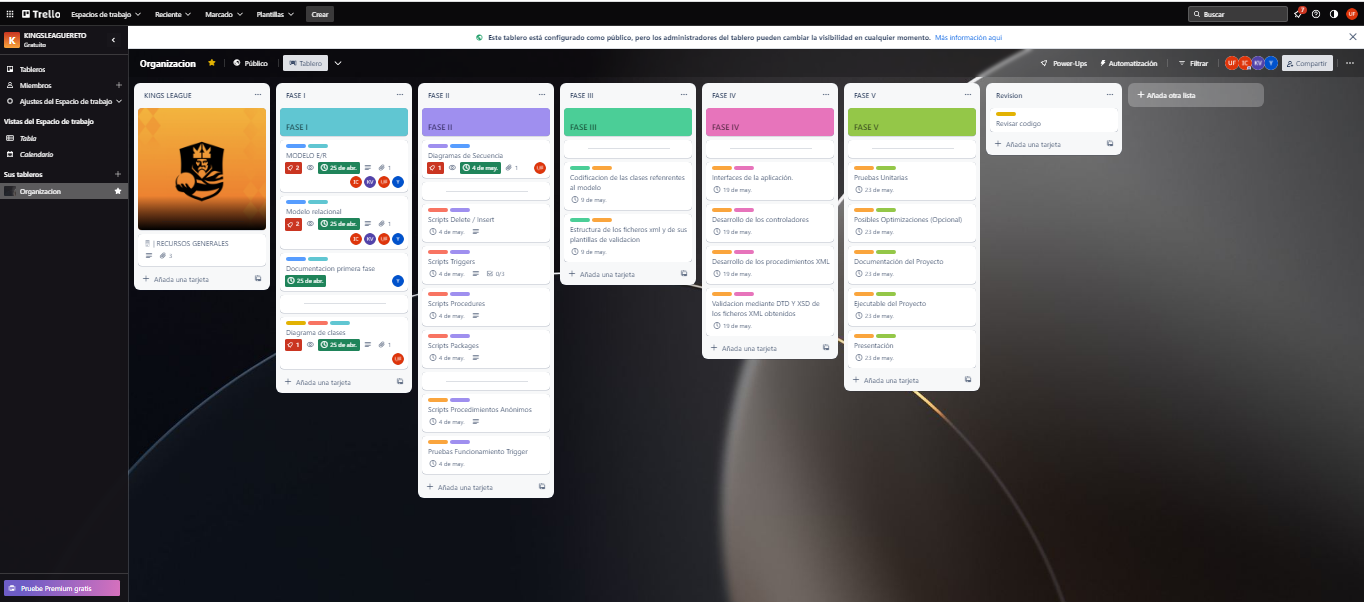 Trello
Espacios de trabajo
Reciente
Marcado
Plantillas
Crear
Buscar
7
UF
K
KINGSLEAGUERETO
Gratuito
Este tablero está configurado como público, pero los administradores del tablero pueden cambiar la visibilidad en cualquier momento. Más información aquí
Organizacion
Público
Tablero
Power-Ups
Automatización
Filtrar
UF
IC
KV
Y
Compartir
Tableros
Miembros
Ajustes del Espacio de trabajo
Vistas del Espacio de trabajo
Tabla
Calendario
Sus tableros
Organizacion
Pruebe Premium gratis
KINGS LEAGUE
| RECURSOS GENERALES
3
Añada una tarjeta
FASE I
FASE I
MODELO E/R
2
25 de abr.
1
IC
KV
UF
Y
Modelo relacional
2
25 de abr.
1
IC
KV
UF
Y
Documentacion primera fase
25 de abr.
Y
Diagrama de clases
1
25 de abr.
1
UF
Añada una tarjeta
FASE II
FASE II
Diagramas de Secuencia
1
4 de may.
1
UF
Scripts Delete / Insert
4 de may.
Scripts Triggers
4 de may.
0/3
Scripts Procedures
4 de may.
Scripts Packages
4 de may.
Scripts Procedimientos Anónimos
4 de may.
Pruebas Funcionamiento Trigger
4 de may.
Añada una tarjeta
FASE III
FASE III
Codificacion de las clases refenrentes
al modelo
9 de may.
Estructura de los ficheros xml y de sus
plantillas de validacion
9 de may.
Añada una tarjeta
FASE IV
FASE IV
Interfaces de la aplicación.
19 de may.
Desarrollo de los controladores
19 de may.
Desarrollo de los procedimientos XML
19 de may.
Validacion mediante DTD Y XSD de
los ficheros XML obtenidos
19 de may.
Añada una tarjeta
FASE V
FASE V
Pruebas Unitarias
23 de may.
Posibles Optimizaciones (Opcional)
23 de may.
Documentación del Proyecto
23 de may.
Ejecutable del Proyecto
23 de may.
Presentación
23 de may.
Añada una tarjeta
Revision
Revisar codigo
Añada una tarjeta
Añada otra lista